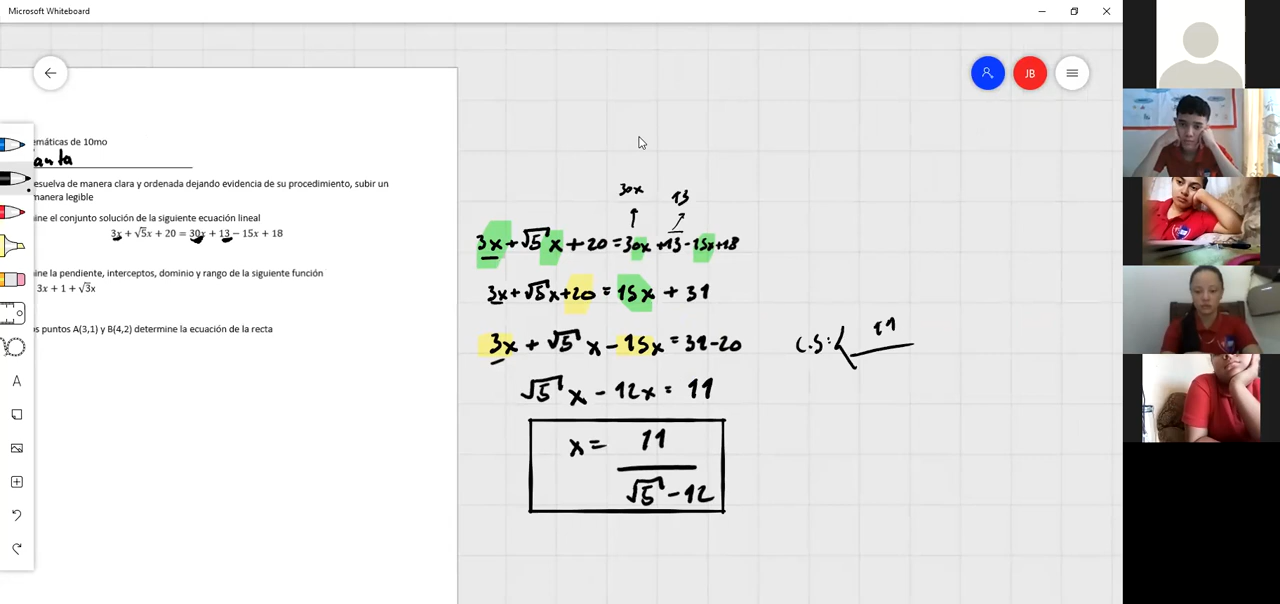 Microsoft Whiteboard
JB
emáticas de 10mo
anta
esuelva de manera clara y ordenada dejando evidencia de su procedimiento, subir un
manera legible
ine el conjunto solución de la siguiente ecuación lineal
3x + √5x + 20 = 30x + 13 − 15x + 18
ine la pendiente, interceptos, dominio y rango de la siguiente función
3x + 1 + √3x
s puntos A(3,1) y B(4,2) determine la ecuación de la recta
A
30x 13
3x + √5 x + 20 = 30x + 13 - 15x + 18
3x + √5 x + 20 = 15x + 31
3x + √5 x - 15x = 31 - 20
√5 x - 12x = 11
x = 11
√5 - 12
C.S: { 11